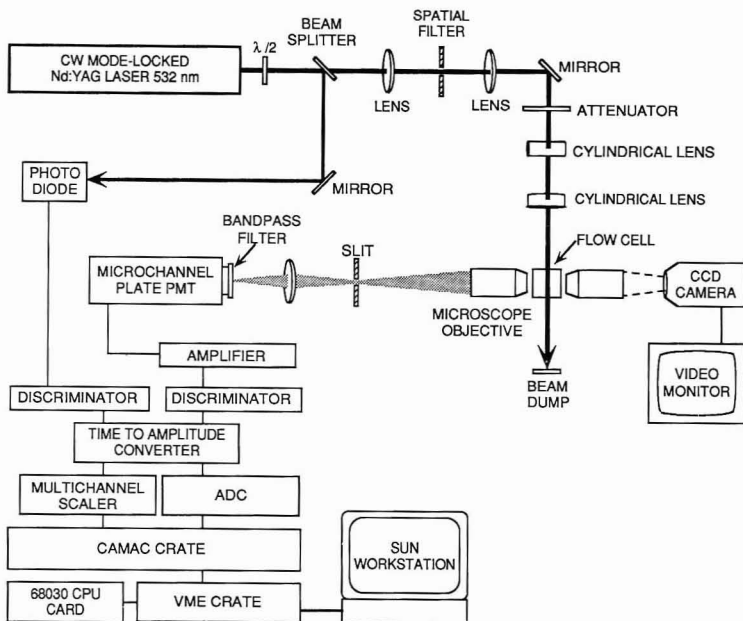 CW MODE-LOCKED
Nd:YAG LASER 532 nm
λ/2
BEAM
SPLITTER
LENS
SPATIAL
FILTER
LENS
MIRROR
ATTENUATOR
CYLINDRICAL LENS
CYLINDRICAL LENS
PHOTO
DIODE
MIRROR
BANDPASS
FILTER
SLIT
FLOW CELL
MICROCHANNEL
PLATE PMT
MICROSCOPE
OBJECTIVE
CCD
CAMERA
AMPLIFIER
BEAM
DUMP
VIDEO
MONITOR
DISCRIMINATOR
DISCRIMINATOR
TIME TO AMPLITUDE
CONVERTER
MULTICHANNEL
SCALER
ADC
CAMAC CRATE
SUN
WORKSTATION
68030 CPU
CARD
VME CRATE